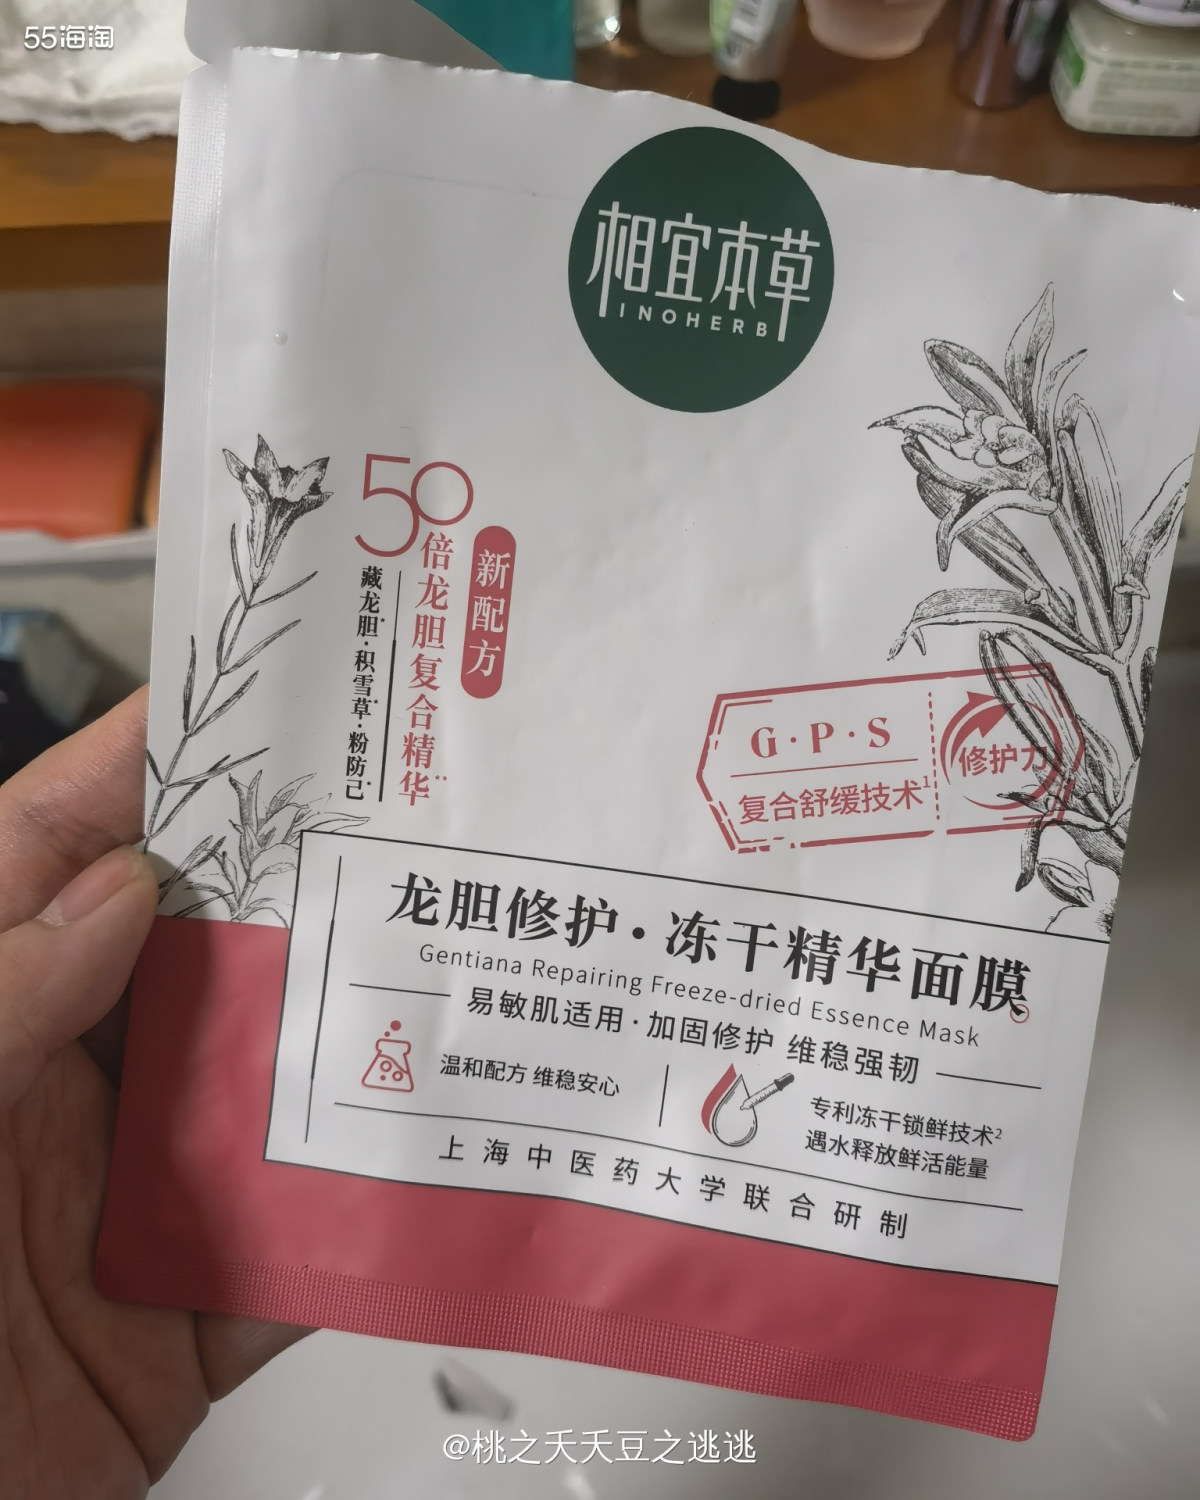 55海淘
相宜本草
INOHERB
50
倍龙胆复合精华**
藏龙胆*·积雪草*·粉防己*
新配方
G·P·S
复合舒缓技术¹
修护力
龙胆修护·冻干精华面膜
Gentiana Repairing Freeze-dried Essence Mask
易敏肌适用·加固修护 维稳强韧
温和配方 维稳安心
专利冻干锁鲜技术²
遇水释放鲜活能量
上海中医药大学联合研制
@桃之夭夭豆之逃逃